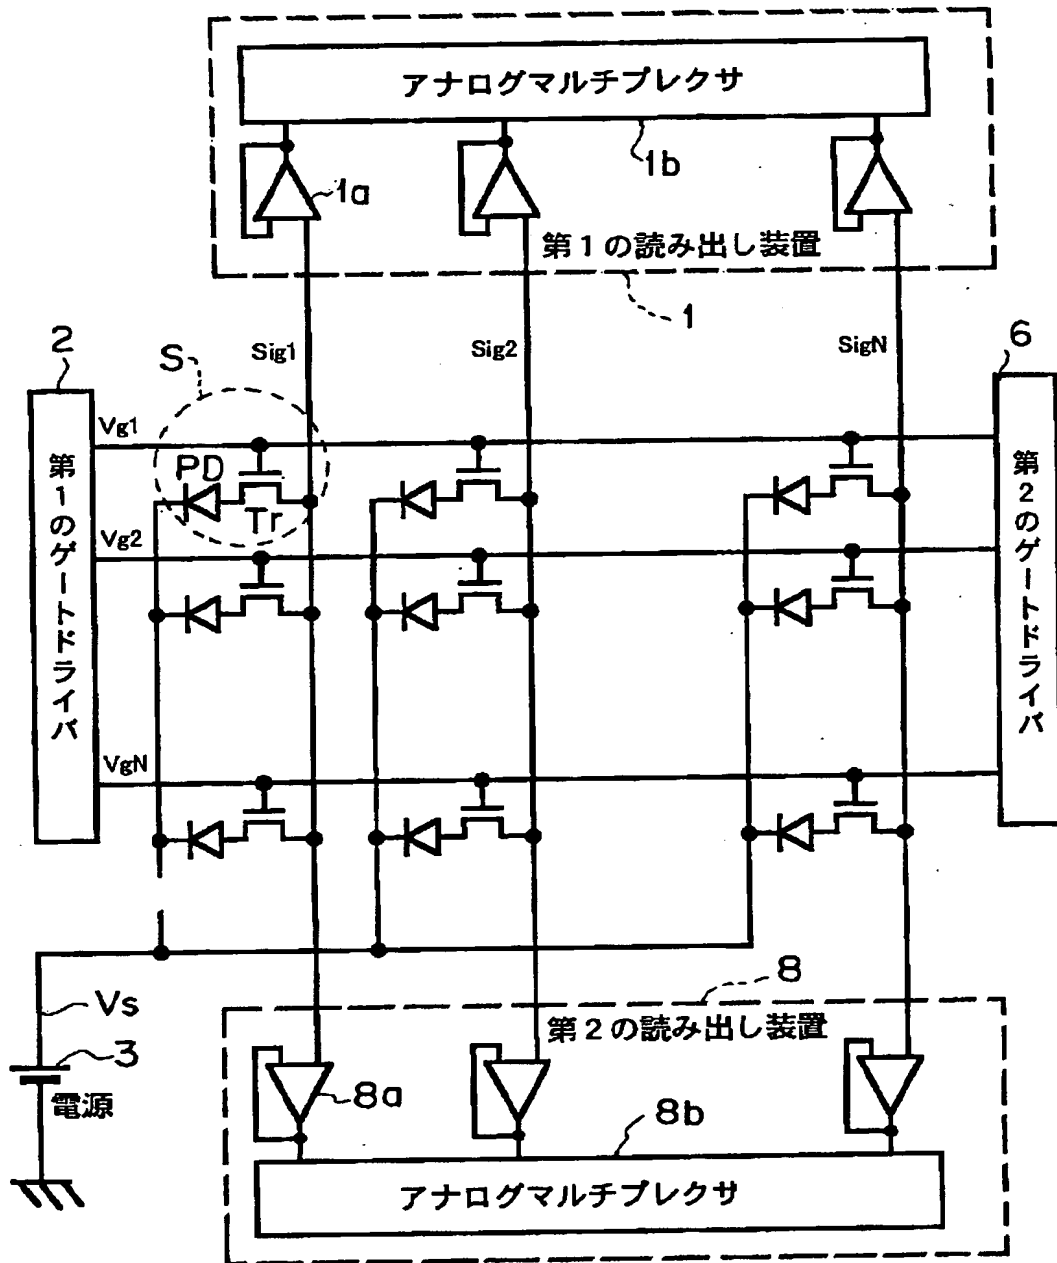 アナログマルチプレクサ
1a
1b
第1の読み出し装置
1
2
S
Sig1
Sig2
SigN
6
Vg1
PD
Tr
Vg2
VgN
第1のゲートドライバ
第2のゲートドライバ
Vs
3
電源
8
第2の読み出し装置
8a
8b
アナログマルチプレクサ